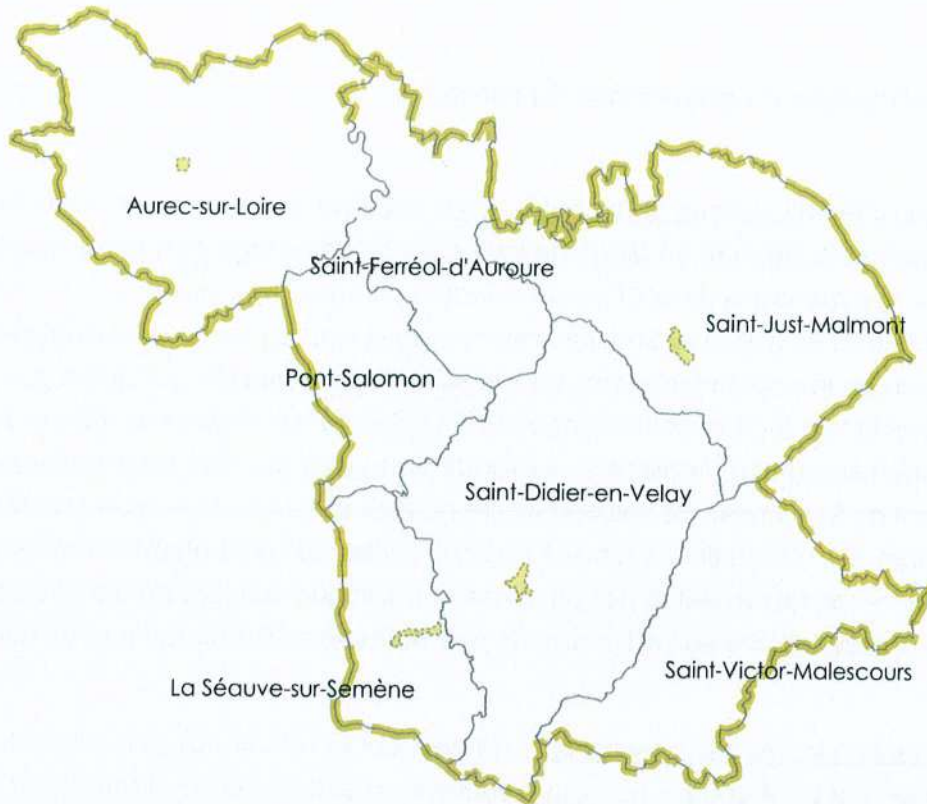 Aurec-sur-Loire
Saint-Ferréol-d'Auroure
Saint-Just-Malmont
Pont-Salomon
Saint-Didier-en-Velay
Saint-Victor-Malescours
La Séauve-sur-Semène